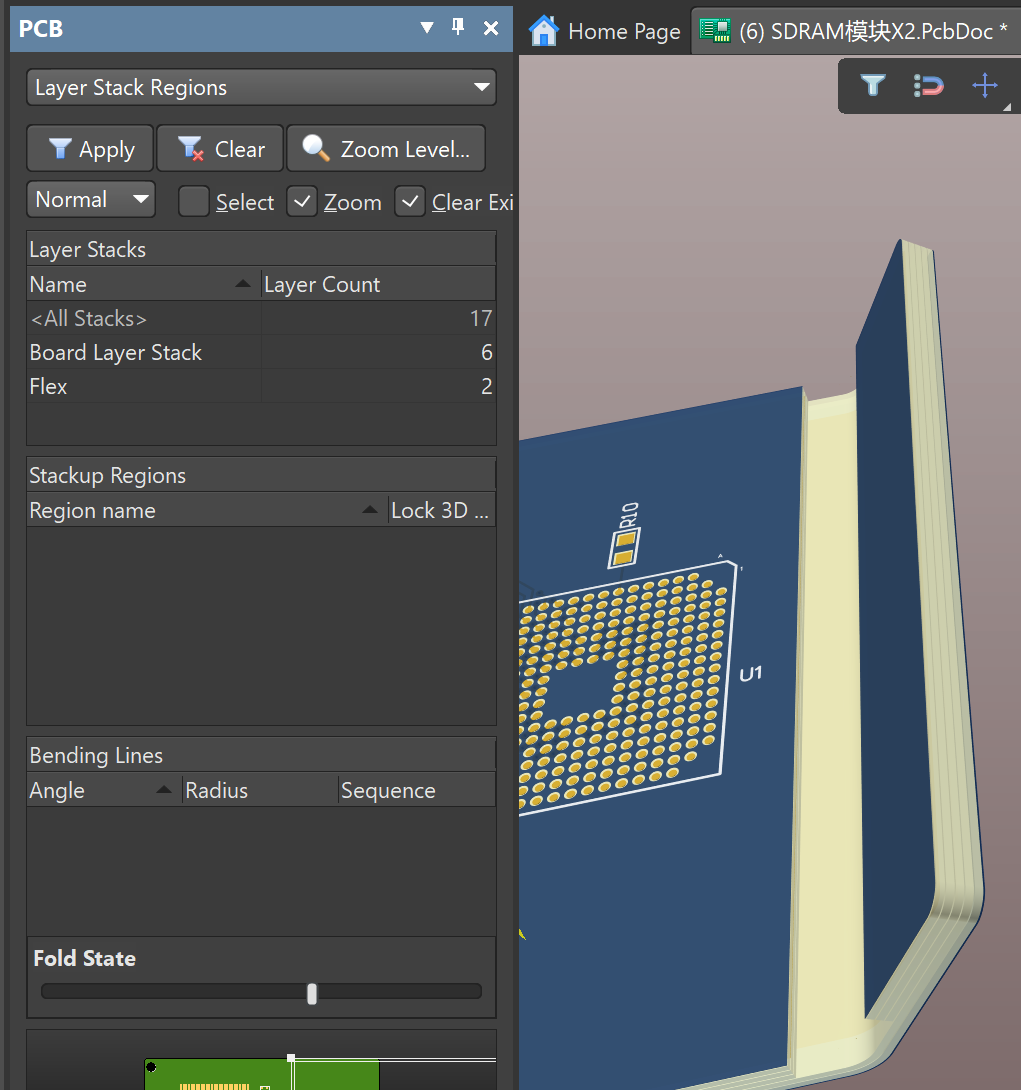 PCB
Home Page
(6) SDRAM模块X2.PcbDoc *
Layer Stack Regions
Apply
Clear
Zoom Level...
Normal
Select
Zoom
Clear Exi
Layer Stacks
Name
Layer Count
<All Stacks>
17
Board Layer Stack
6
Flex
2
Stackup Regions
Region name
Lock 3D ...
Bending Lines
Angle
Radius
Sequence
Fold State
R10
U1